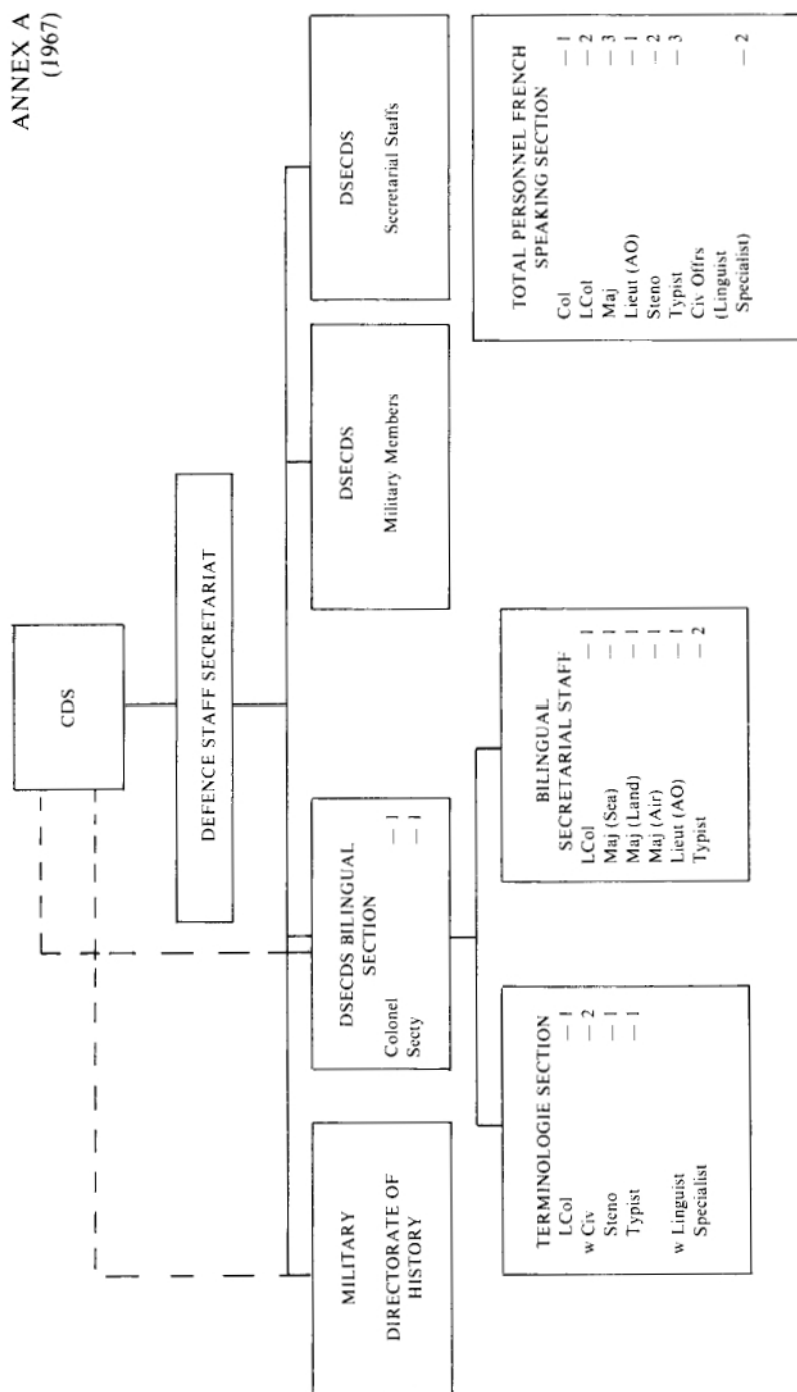 ANNEX A
(1967)
CDS
DEFENCE STAFF SECRETARIAT
MILITARY
DIRECTORATE OF
HISTORY
DSECDS BILINGUAL
SECTION
Colonel — 1
Secty — 1
DSECDS
Military Members
DSECDS
Secretarial Staffs
TERMINOLOGIE SECTION
LCol — 1
w Civ — 2
Steno — 1
Typist — 1
w Linguist
Specialist
BILINGUAL
SECRETARIAL STAFF
LCol — 1
Maj (Sea) — 1
Maj (Land) — 1
Maj (Air) — 1
Lieut (AO) — 1
Typist — 2
TOTAL PERSONNEL FRENCH
SPEAKING SECTION
Col — 1
LCol — 2
Maj — 3
Lieut (AO) — 1
Steno — 2
Typist — 3
Civ Offrs
(Linguist
Specialist) — 2